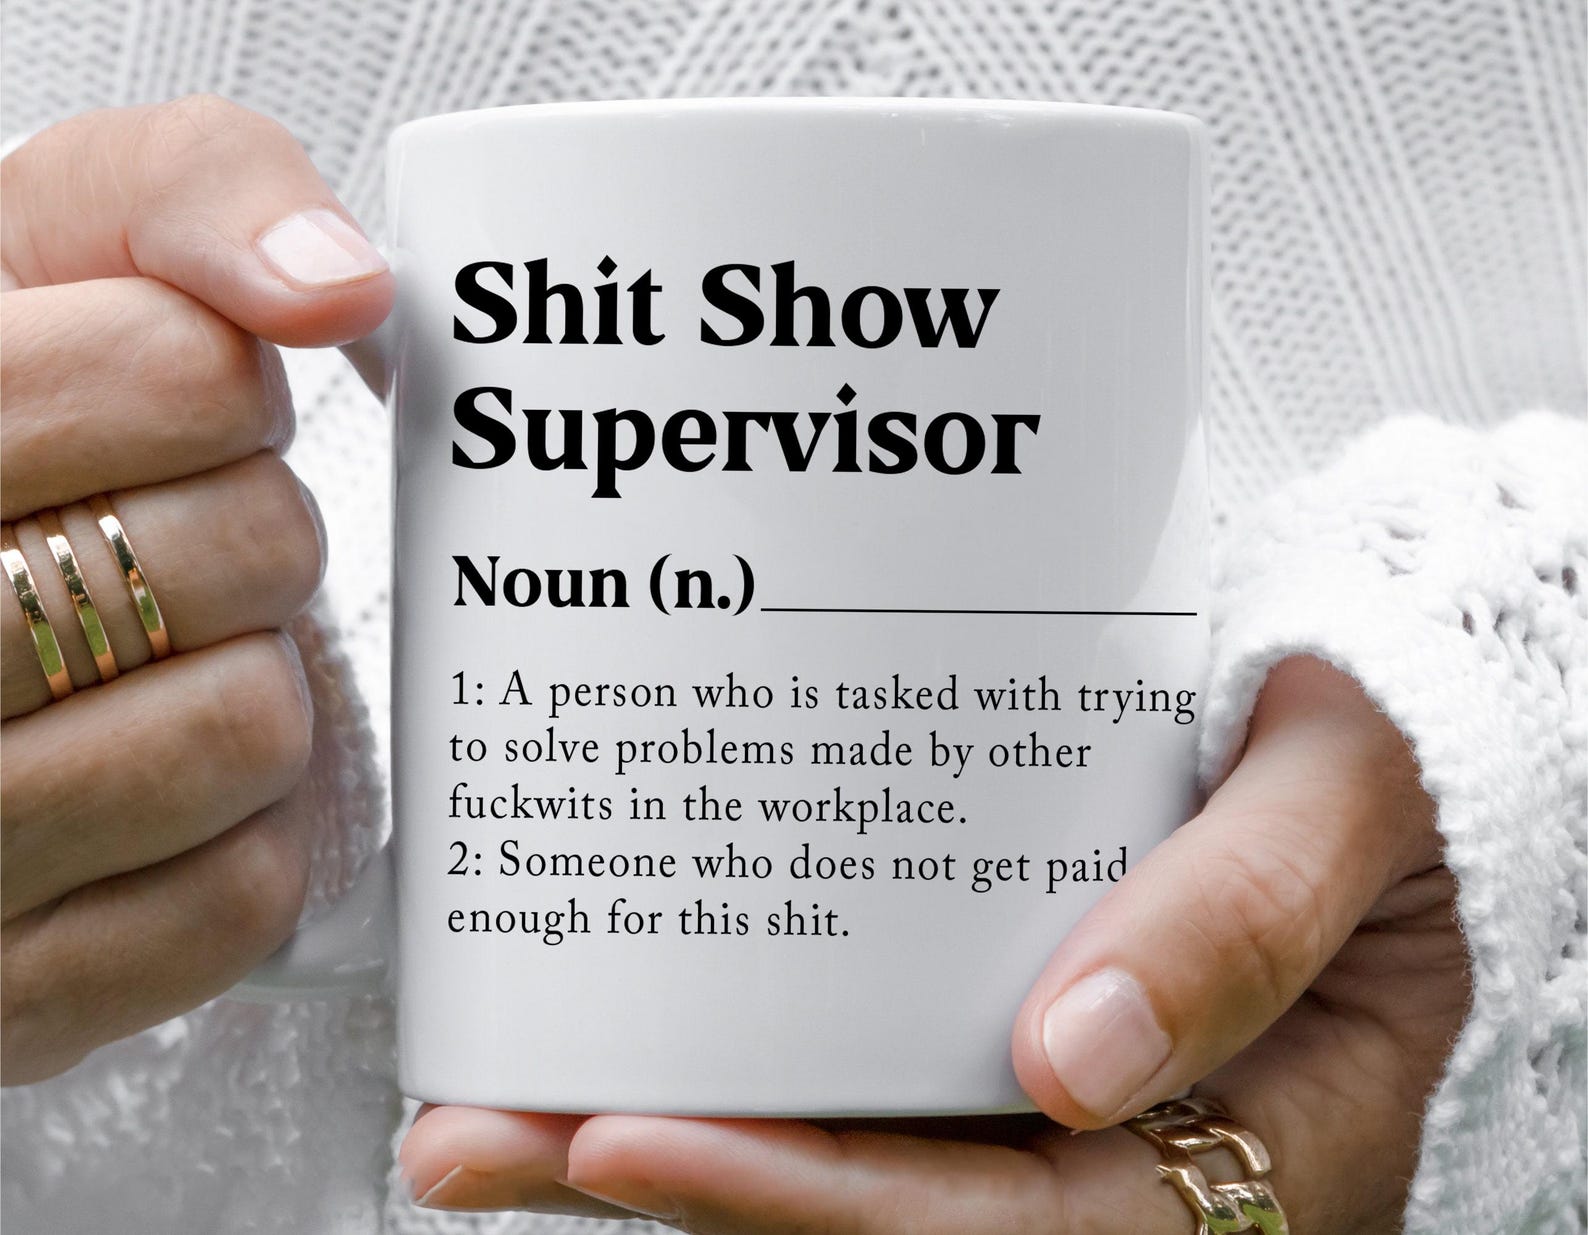 Shit Show
Supervisor
Noun (n.)
1: A person who is tasked with trying
to solve problems made by other
fuckwits in the workplace.
2: Someone who does not get paid
enough for this shit.